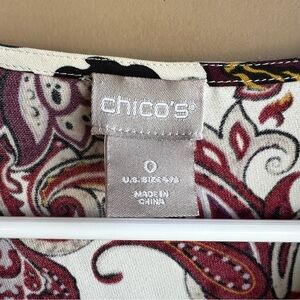 chico's®
0
U.S. SIZE 4/6
MADE IN
CHINA